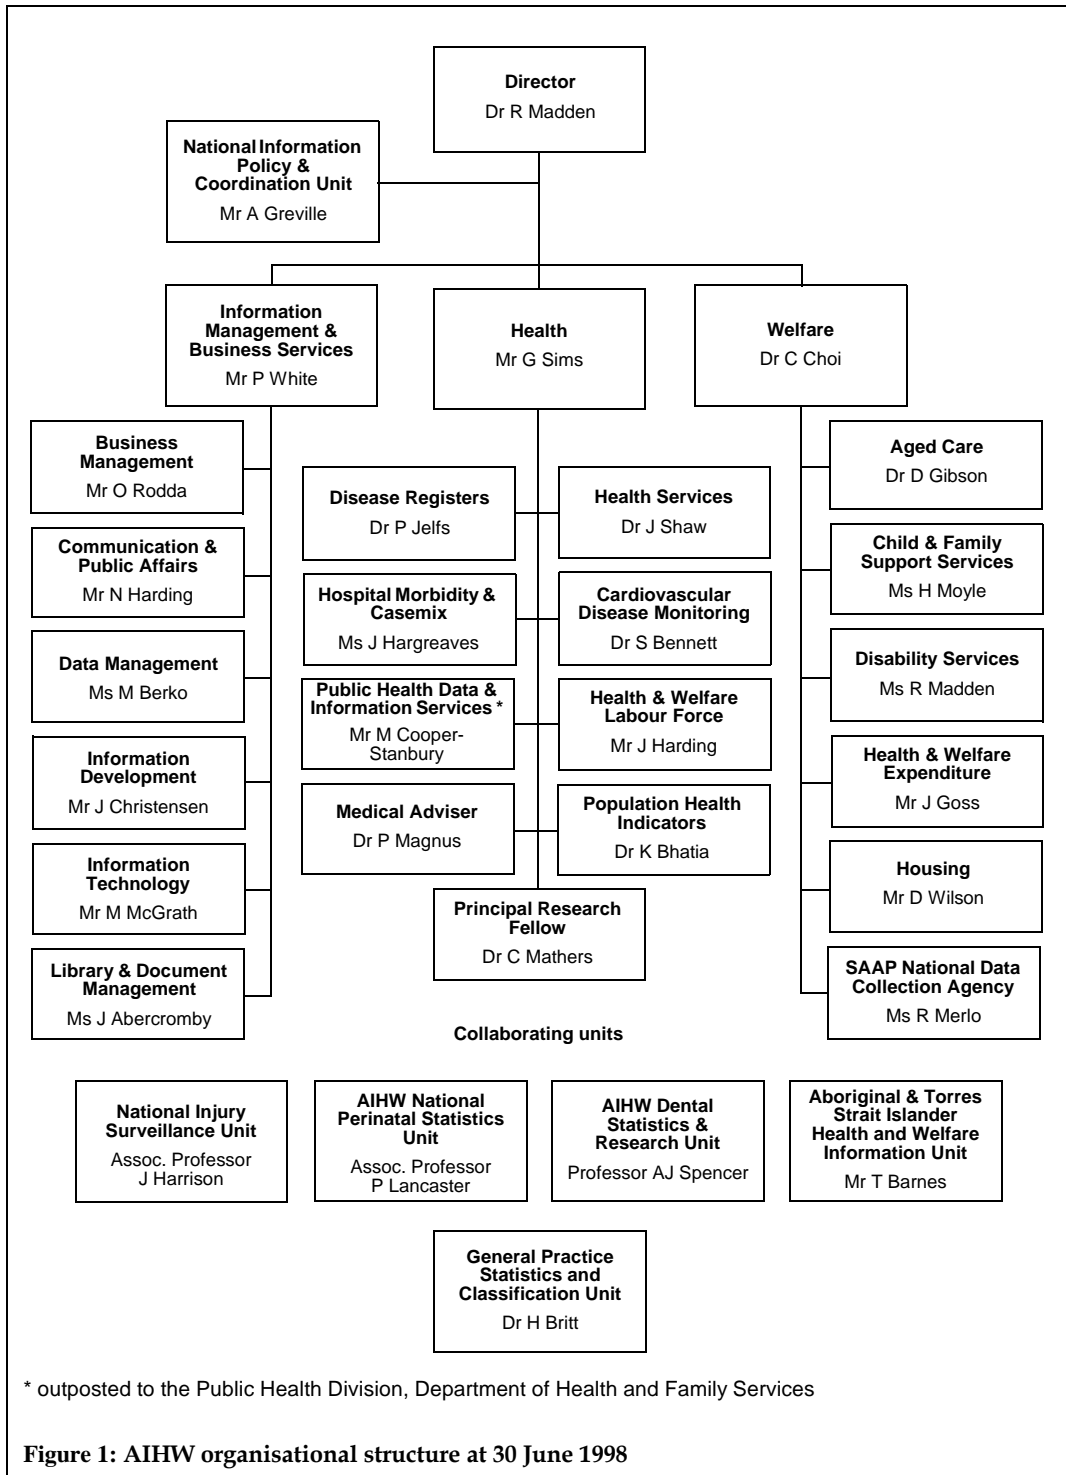 Director
Dr R Madden
National Information
Policy &
Coordination Unit
Mr A Greville
Information
Management &
Business Services
Mr P White
Health
Mr G Sims
Welfare
Dr C Choi
Business
Management
Mr O Rodda
Communication &
Public Affairs
Mr N Harding
Data Management
Ms M Berko
Information
Development
Mr J Christensen
Information
Technology
Mr M McGrath
Library & Document
Management
Ms J Abercromby
Disease Registers
Dr P Jelfs
Health Services
Dr J Shaw
Hospital Morbidity &
Casemix
Ms J Hargreaves
Cardiovascular
Disease Monitoring
Dr S Bennett
Public Health Data &
Information Services *
Mr M Cooper-
Stanbury
Health & Welfare
Labour Force
Mr J Harding
Medical Adviser
Dr P Magnus
Population Health
Indicators
Dr K Bhatia
Principal Research
Fellow
Dr C Mathers
Aged Care
Dr D Gibson
Child & Family
Support Services
Ms H Moyle
Disability Services
Ms R Madden
Health & Welfare
Expenditure
Mr J Goss
Housing
Mr D Wilson
SAAP National Data
Collection Agency
Ms R Merlo
Collaborating units
National Injury
Surveillance Unit
Assoc. Professor
J Harrison
AIHW National
Perinatal Statistics
Unit
Assoc. Professor
P Lancaster
AIHW Dental
Statistics &
Research Unit
Professor AJ Spencer
Aboriginal & Torres
Strait Islander
Health and Welfare
Information Unit
Mr T Barnes
General Practice
Statistics and
Classification Unit
Dr H Britt
* outposted to the Public Health Division, Department of Health and Family Services
Figure 1: AIHW organisational structure at 30 June 1998